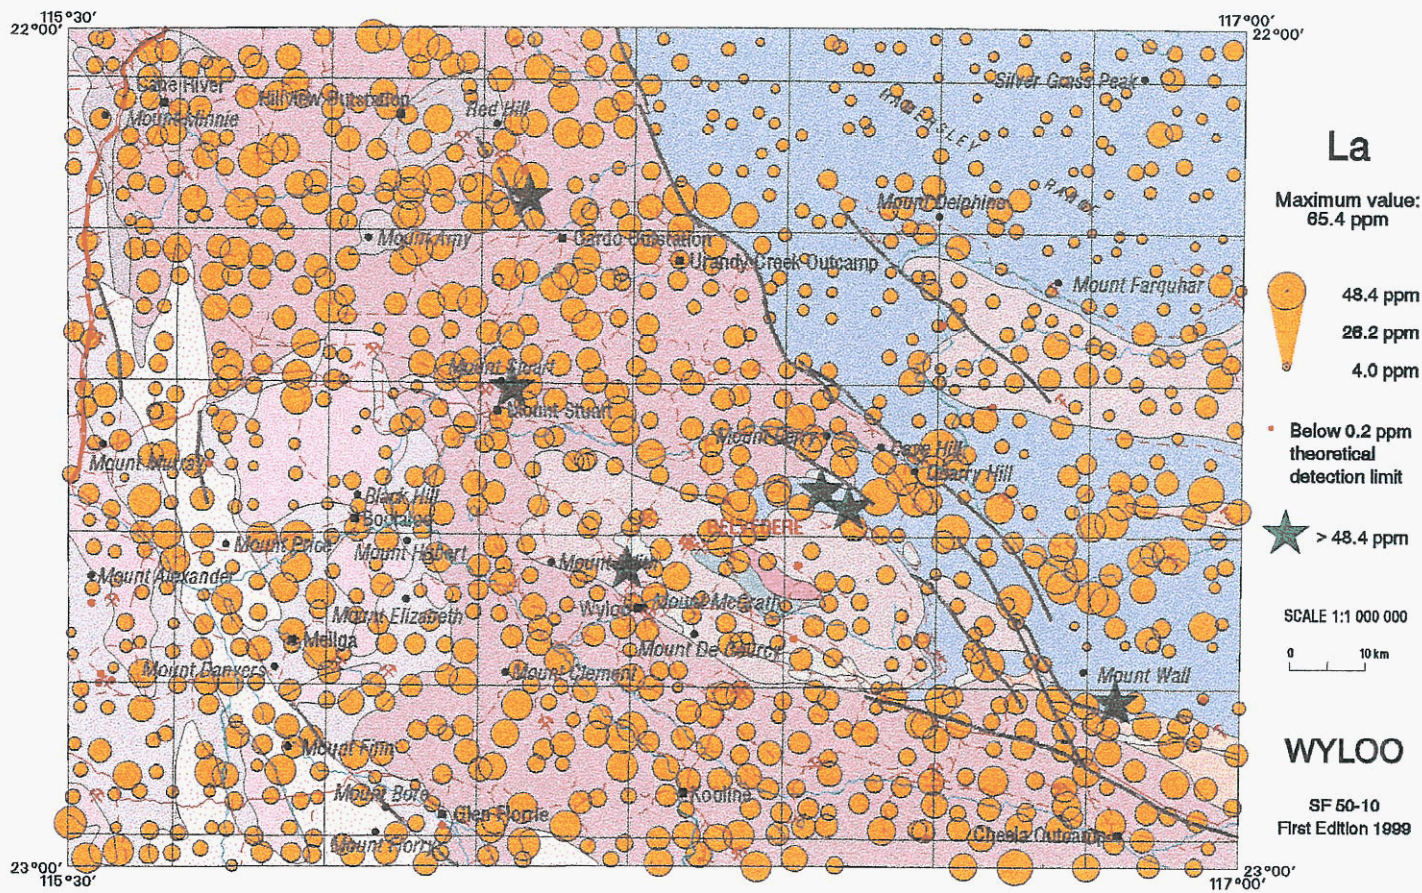 115°30′
22°00′
117°00′
22°00′
Cane River
Mount Minnie
Hillview Outstation
Red Hill
Silver Grass Peak
HAMERSLEY
RANGE
Mount Delphine
Mount Amy
Cardo Outstation
Urandy Creek Outcamp
Mount Farquhar
Mount Stuart
Mount Stuart
Cave Hill
Quarry Hill
Mount Murray
Black Hill
Boolaloo
BELVEDERE
Mount Price
Mount Hubert
Mount Alexander
Mount Elizabeth
Wyloo
Mount McGrath
Mellga
Mount De Courcy
Mount Danvers
Mount Clement
Mount Wall
Mount Finn
Mount Bore
Glen Florrie
Kooline
Mount Florry
Cheela Outcamp
23°00′
115°30′
23°00′
117°00′
La
Maximum value:
65.4 ppm
48.4 ppm
26.2 ppm
4.0 ppm
Below 0.2 ppm
theoretical
detection limit
> 48.4 ppm
SCALE 1:1 000 000
0 10 km
WYLOO
SF 50-10
First Edition 1999